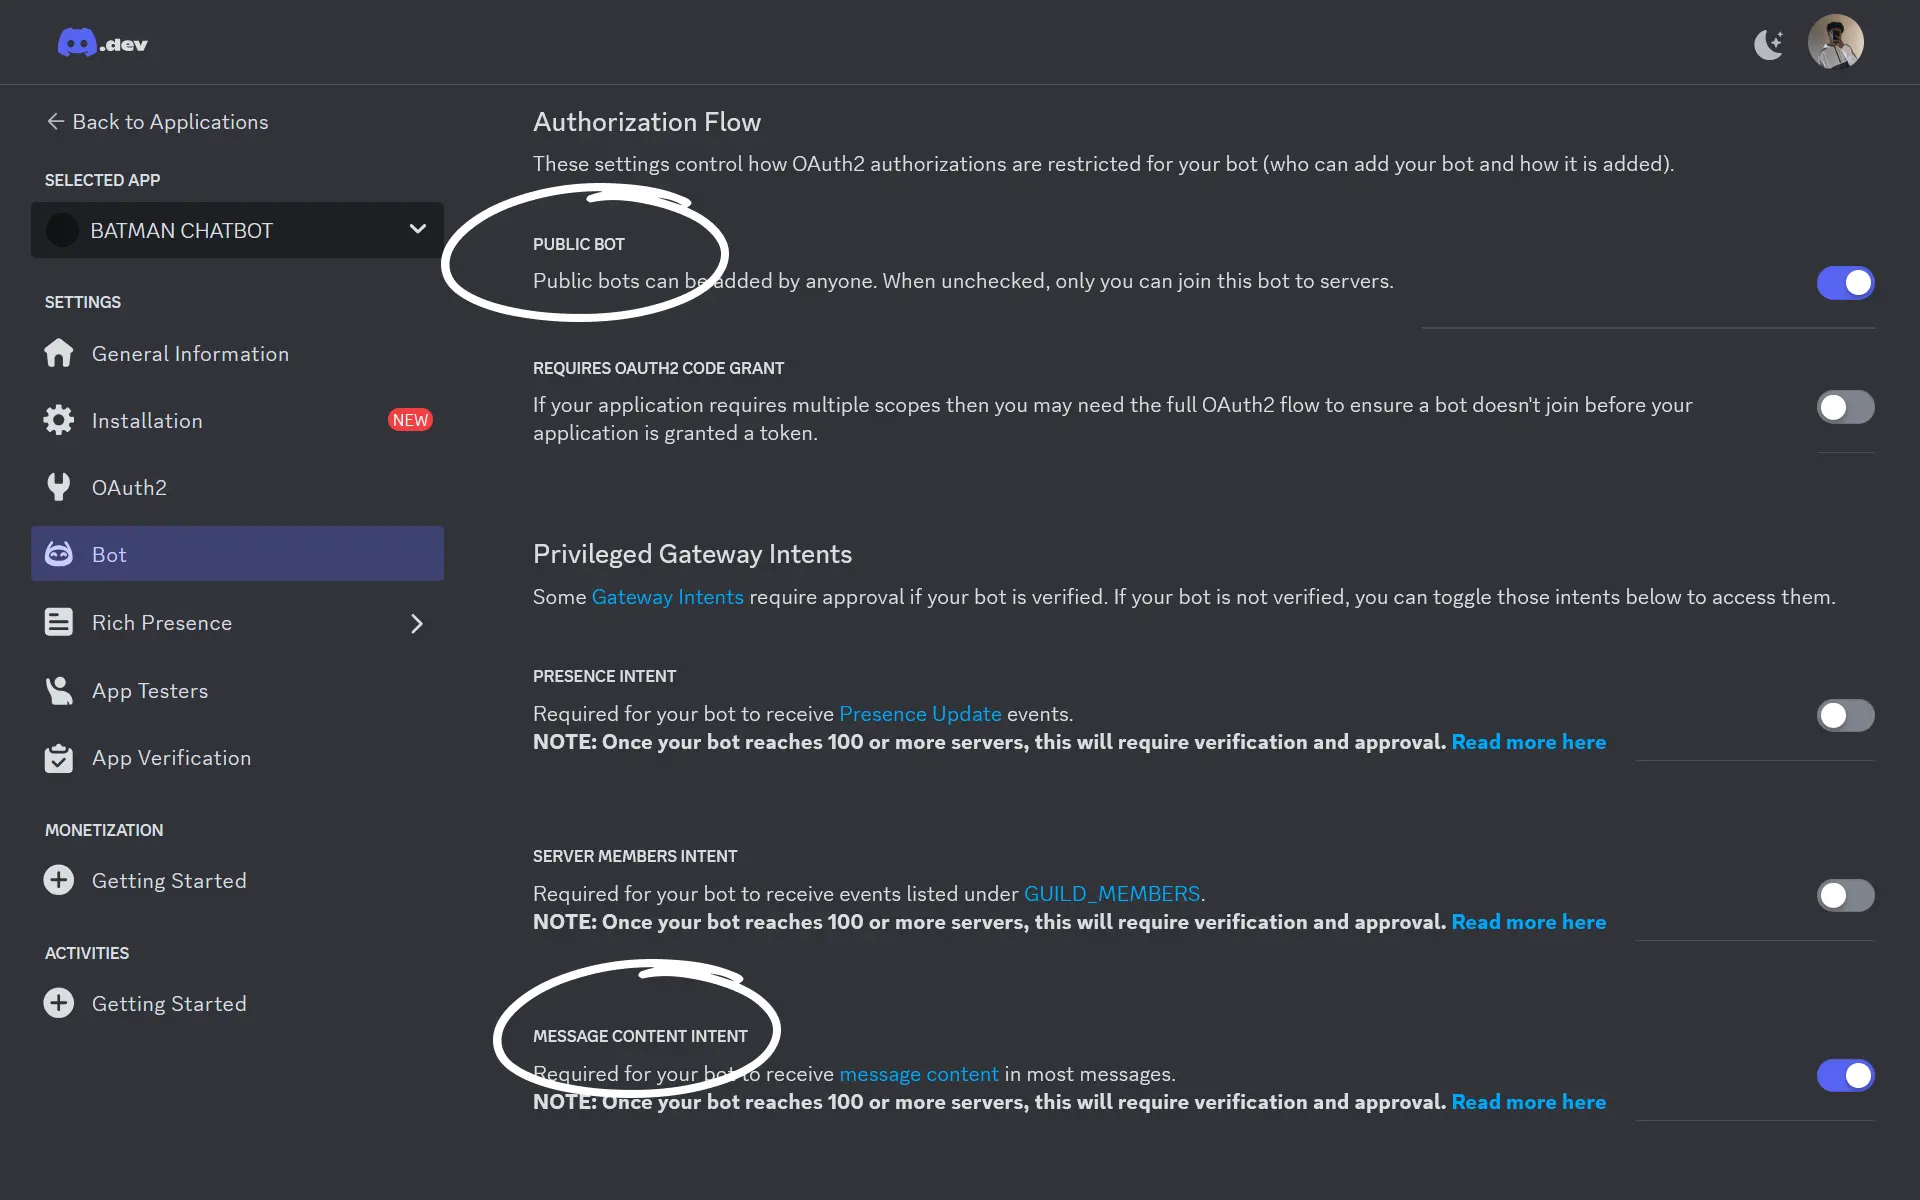 .dev
Back to Applications
SELECTED APP
BATMAN CHATBOT
SETTINGS
General Information
Installation NEW
OAuth2
Bot
Rich Presence
App Testers
App Verification
MONETIZATION
Getting Started
ACTIVITIES
Getting Started
Authorization Flow
These settings control how OAuth2 authorizations are restricted for your bot (who can add your bot and how it is added).
PUBLIC BOT
Public bots can be added by anyone. When unchecked, only you can join this bot to servers.
REQUIRES OAUTH2 CODE GRANT
If your application requires multiple scopes then you may need the full OAuth2 flow to ensure a bot doesn't join before your
application is granted a token.
Privileged Gateway Intents
Some Gateway Intents require approval if your bot is verified. If your bot is not verified, you can toggle those intents below to access them.
PRESENCE INTENT
Required for your bot to receive Presence Update events.
NOTE: Once your bot reaches 100 or more servers, this will require verification and approval. Read more here
SERVER MEMBERS INTENT
Required for your bot to receive events listed under GUILD_MEMBERS.
NOTE: Once your bot reaches 100 or more servers, this will require verification and approval. Read more here
MESSAGE CONTENT INTENT
Required for your bot to receive message content in most messages.
NOTE: Once your bot reaches 100 or more servers, this will require verification and approval. Read more here